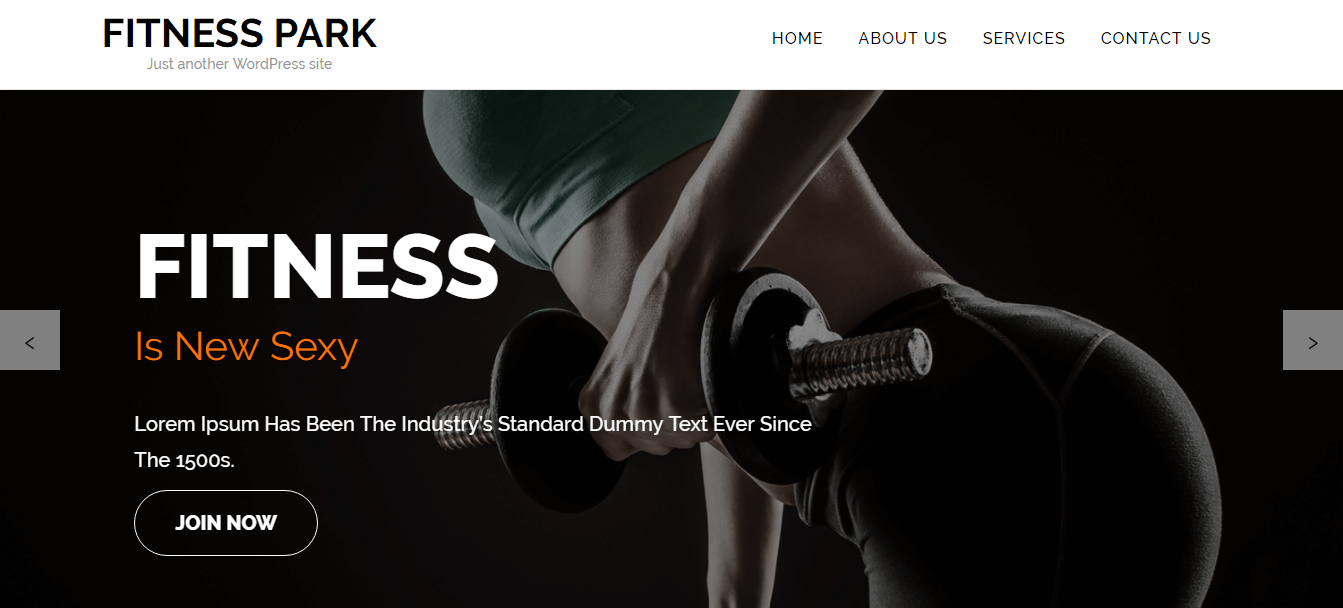 FITNESS PARK
Just another WordPress site
HOME ABOUT US SERVICES CONTACT US
FITNESS
Is New Sexy
< >
Lorem Ipsum Has Been The Industry's Standard Dummy Text Ever Since
The 1500s.
JOIN NOW